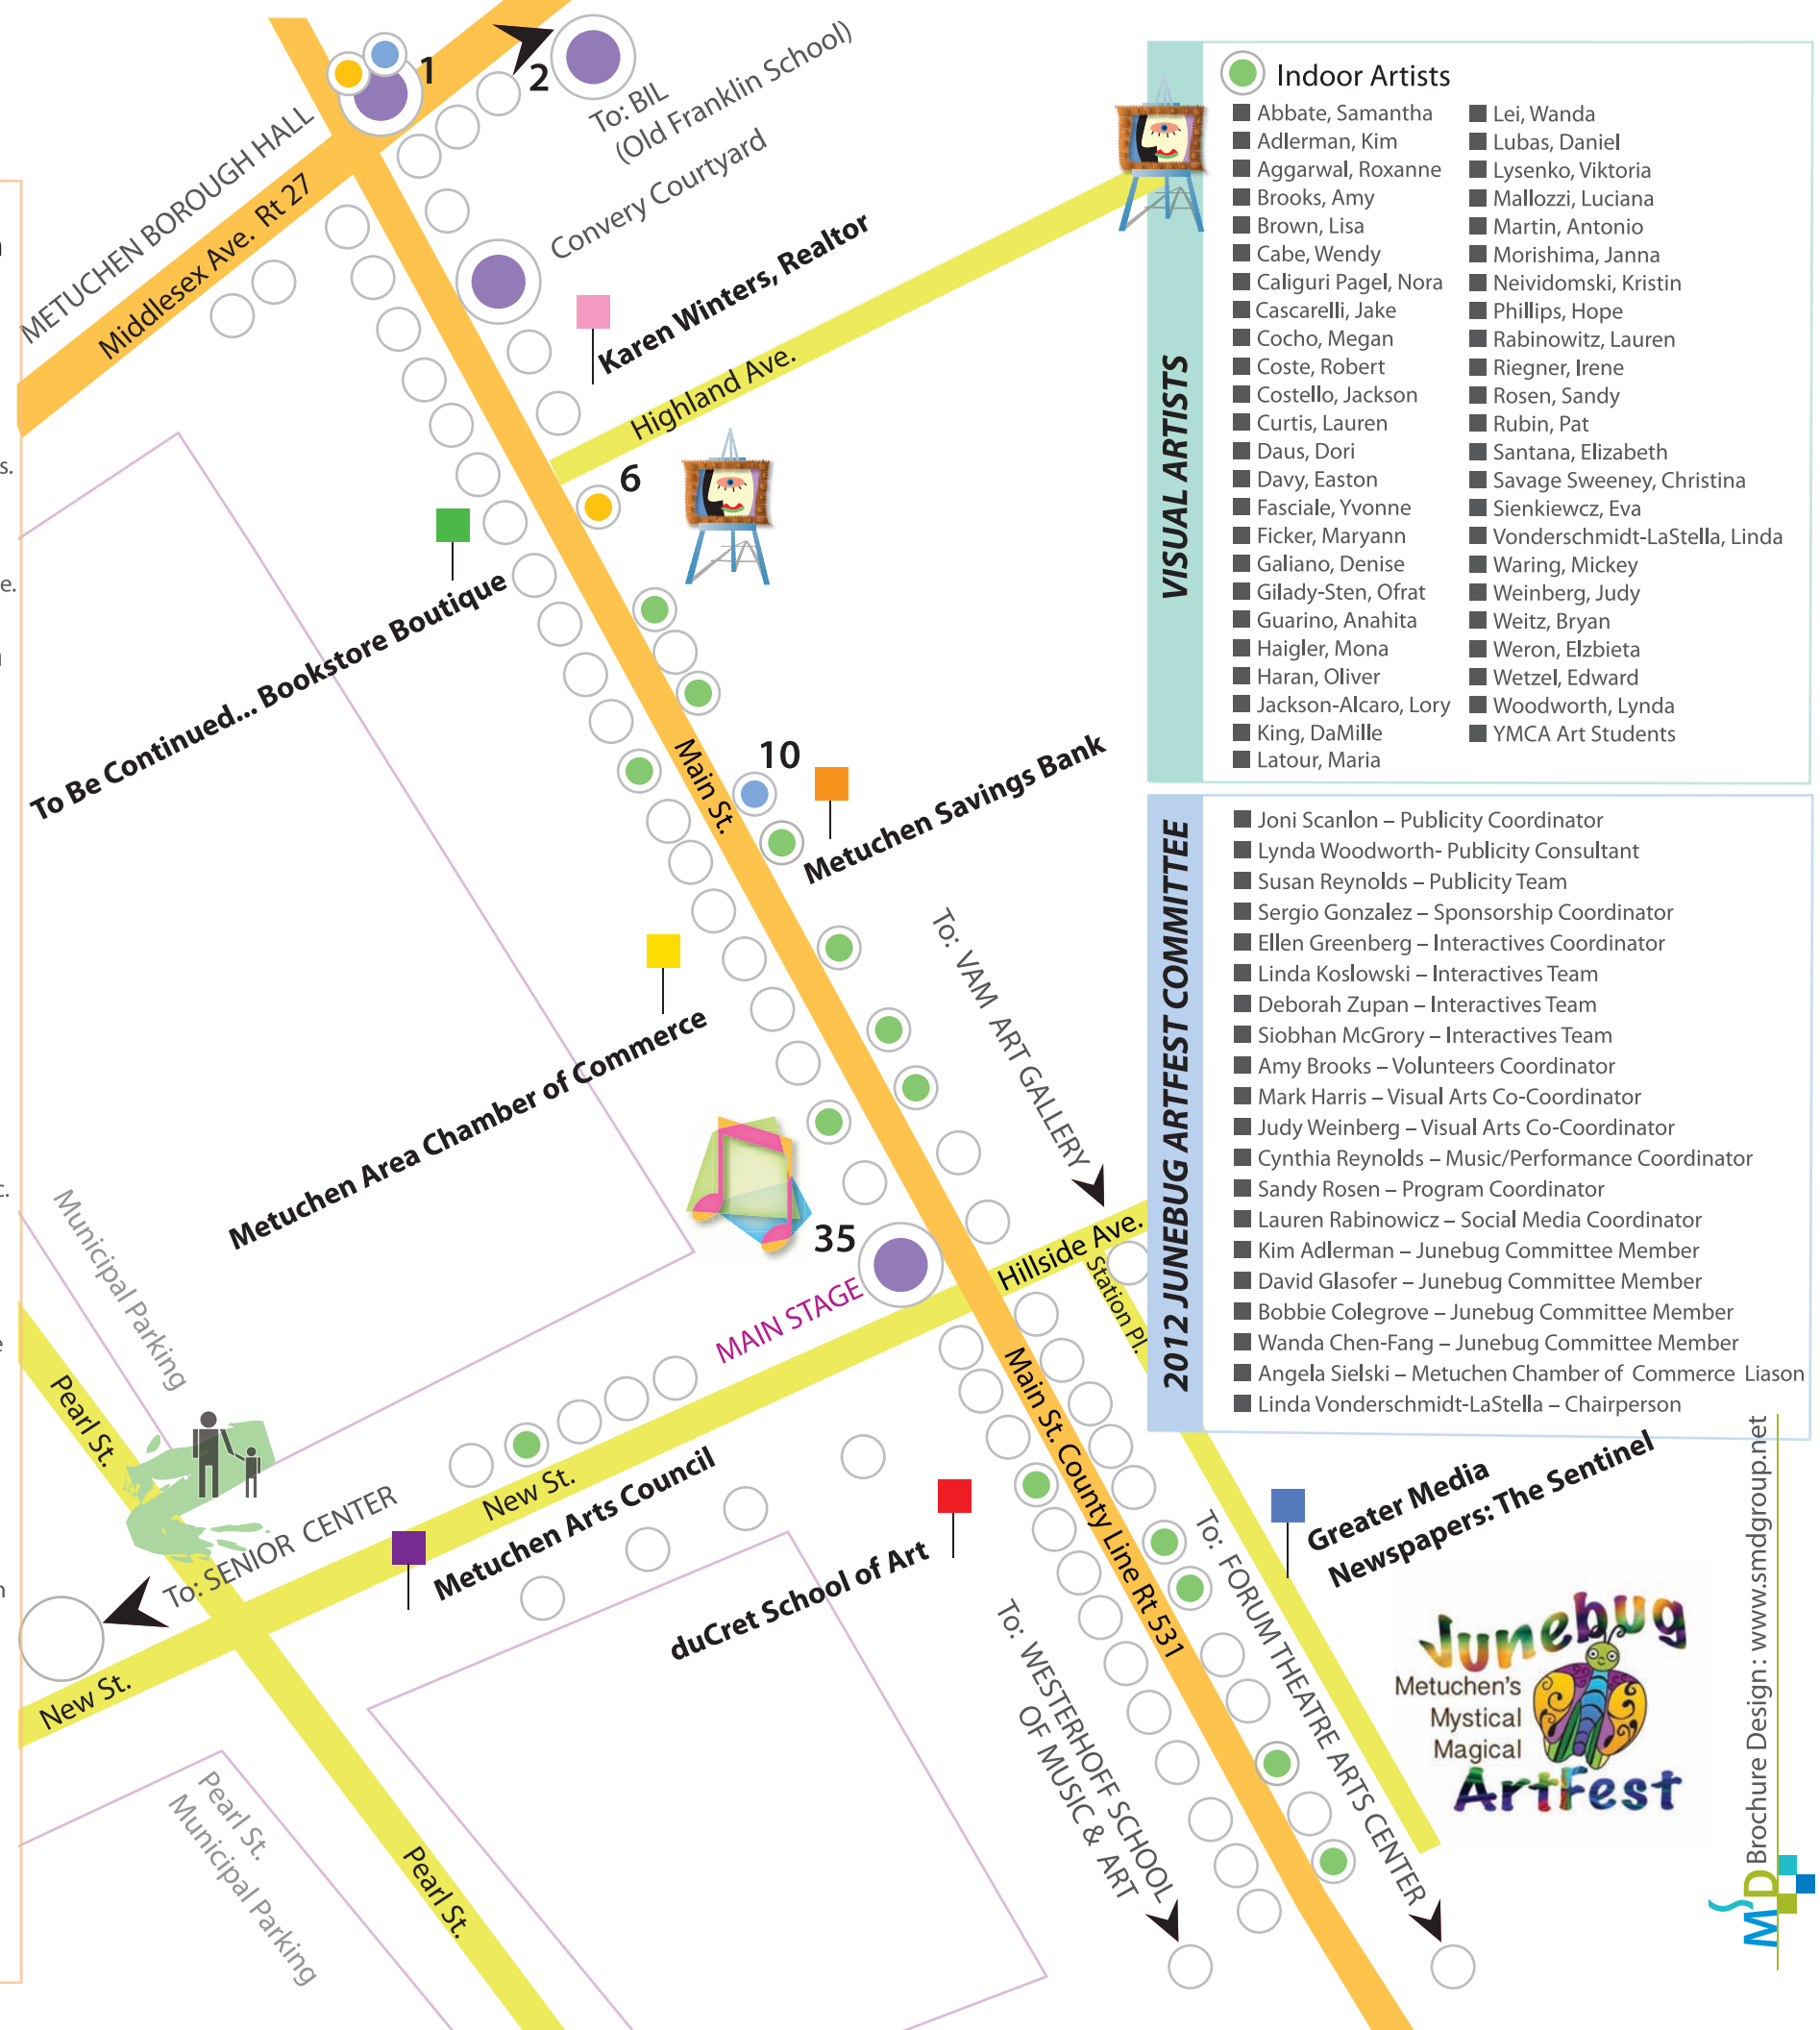 1
2
To: BIL
(Old Franklin School)
METUCHEN BOROUGH HALL
Middlesex Ave. Rt 27
Convery Courtyard
Karen Winters, Realtor
Highland Ave.
6
To Be Continued... Bookstore Boutique
Main St.
10
Metuchen Savings Bank
Metuchen Area Chamber of Commerce
To: VAM ART GALLERY
35
MAIN STAGE
Hillside Ave.
Station Pl.
Municipal Parking
Pearl St.
To: SENIOR CENTER
New St.
Metuchen Arts Council
duCret School of Art
Main St. County Line Rt 531
New St.
Pearl St.
Municipal Parking
Pearl St.
To: WESTERHOFF SCHOOL
OF MUSIC & ART
To: FORUM THEATRE ARTS CENTER
Greater Media
Newspapers: The Sentinel
s.
e.
c.
e
n
VISUAL ARTISTS
Indoor Artists
Abbate, Samantha
Adlerman, Kim
Aggarwal, Roxanne
Brooks, Amy
Brown, Lisa
Cabe, Wendy
Caliguri Pagel, Nora
Cascarelli, Jake
Cocho, Megan
Coste, Robert
Costello, Jackson
Curtis, Lauren
Daus, Dori
Davy, Easton
Fasciale, Yvonne
Ficker, Maryann
Galiano, Denise
Gilady-Sten, Ofrat
Guarino, Anahita
Haigler, Mona
Haran, Oliver
Jackson-Alcaro, Lory
King, DaMille
Latour, Maria
Lei, Wanda
Lubas, Daniel
Lysenko, Viktoria
Mallozzi, Luciana
Martin, Antonio
Morishima, Janna
Neividomski, Kristin
Phillips, Hope
Rabinowitz, Lauren
Riegner, Irene
Rosen, Sandy
Rubin, Pat
Santana, Elizabeth
Savage Sweeney, Christina
Sienkiewcz, Eva
Vonderschmidt-LaStella, Linda
Waring, Mickey
Weinberg, Judy
Weitz, Bryan
Weron, Elzbieta
Wetzel, Edward
Woodworth, Lynda
YMCA Art Students
2012 JUNEBUG ARTFEST COMMITTEE
Joni Scanlon – Publicity Coordinator
Lynda Woodworth- Publicity Consultant
Susan Reynolds – Publicity Team
Sergio Gonzalez – Sponsorship Coordinator
Ellen Greenberg – Interactives Coordinator
Linda Koslowski – Interactives Team
Deborah Zupan – Interactives Team
Siobhan McGrory – Interactives Team
Amy Brooks – Volunteers Coordinator
Mark Harris – Visual Arts Co-Coordinator
Judy Weinberg – Visual Arts Co-Coordinator
Cynthia Reynolds – Music/Performance Coordinator
Sandy Rosen – Program Coordinator
Lauren Rabinowicz – Social Media Coordinator
Kim Adlerman – Junebug Committee Member
David Glasofer – Junebug Committee Member
Bobbie Colegrove – Junebug Committee Member
Wanda Chen-Fang – Junebug Committee Member
Angela Sielski – Metuchen Chamber of Commerce Liason
Linda Vonderschmidt-LaStella – Chairperson
Junebug
Metuchen's
Mystical
Magical
ArtFest
Brochure Design: www.smdgroup.net